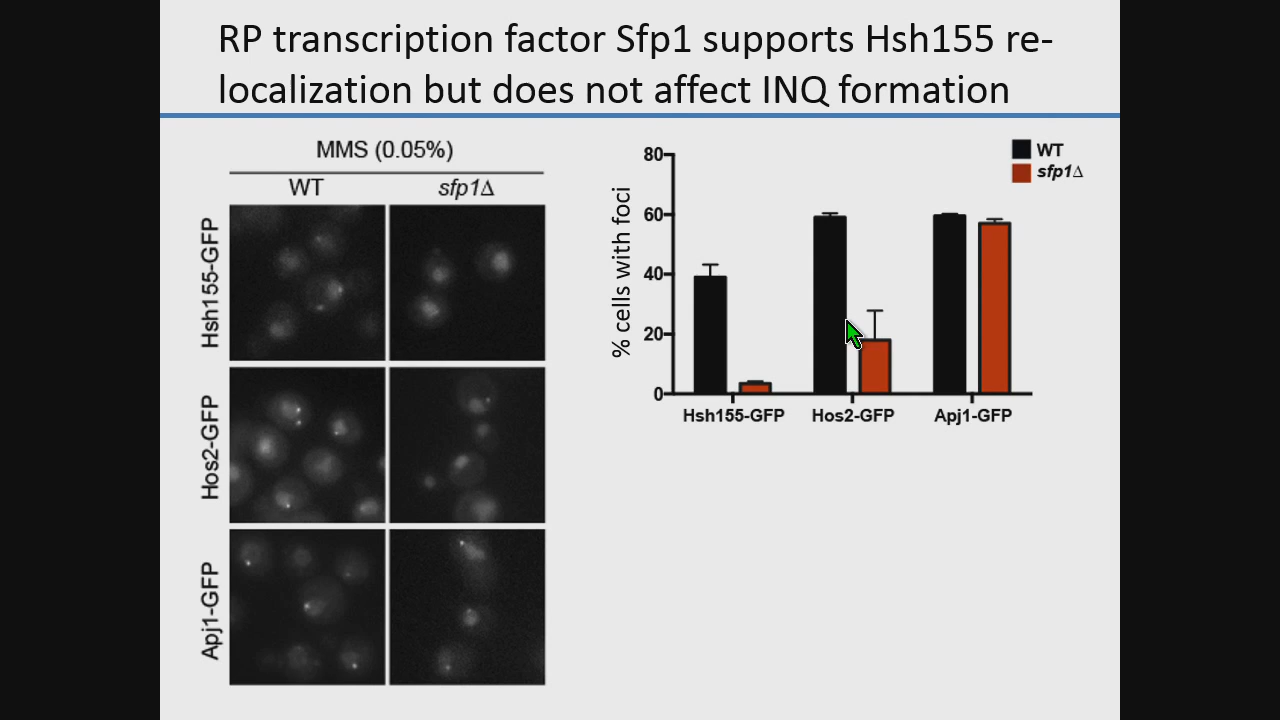 RP transcription factor Sfp1 supports Hsh155 re-
localization but does not affect INQ formation
MMS (0.05%)
WT
sfp1Δ
Hsh155-GFP
Hos2-GFP
Apj1-GFP
WT
sfp1Δ
% cells with foci
80
60
40
20
0
Hsh155-GFP
Hos2-GFP
Apj1-GFP